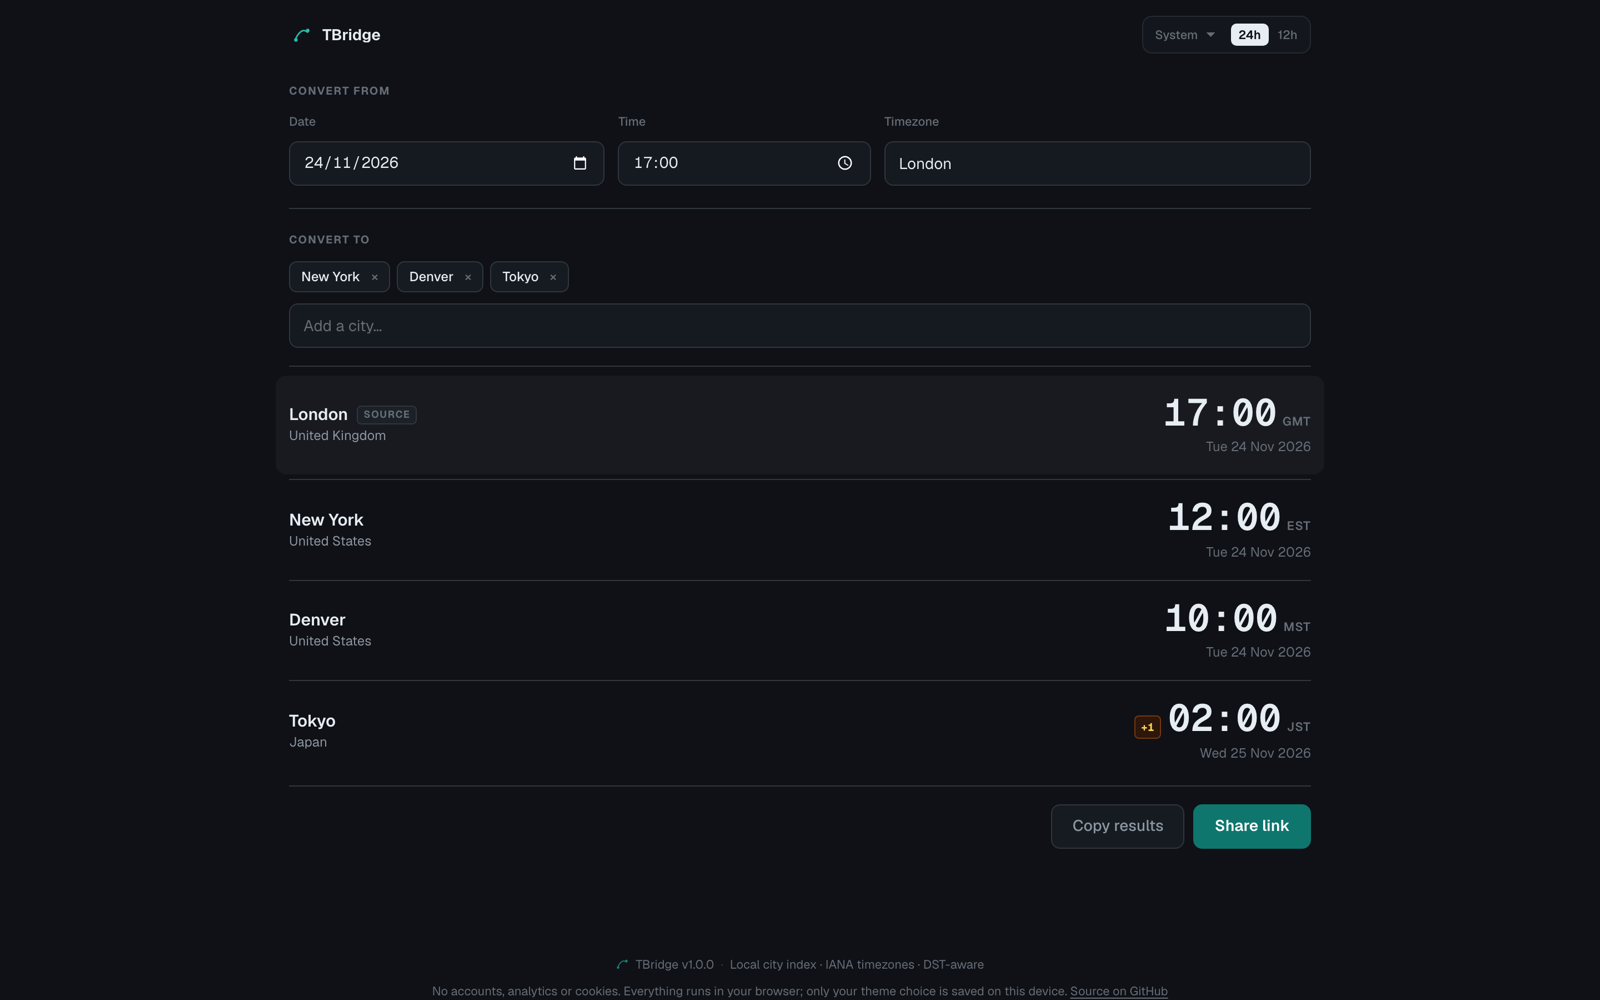 TBridge
System 24h 12h
CONVERT FROM
Date Time Timezone
24/11/2026 17:00 London
CONVERT TO
New York × Denver × Tokyo ×
Add a city...
London SOURCE 17:00 GMT
United Kingdom Tue 24 Nov 2026
New York 12:00 EST
United States Tue 24 Nov 2026
Denver 10:00 MST
United States Tue 24 Nov 2026
Tokyo +1 02:00 JST
Japan Wed 25 Nov 2026
Copy results Share link
TBridge v1.0.0 · Local city index · IANA timezones · DST-aware
No accounts, analytics or cookies. Everything runs in your browser; only your theme choice is saved on this device. Source on GitHub